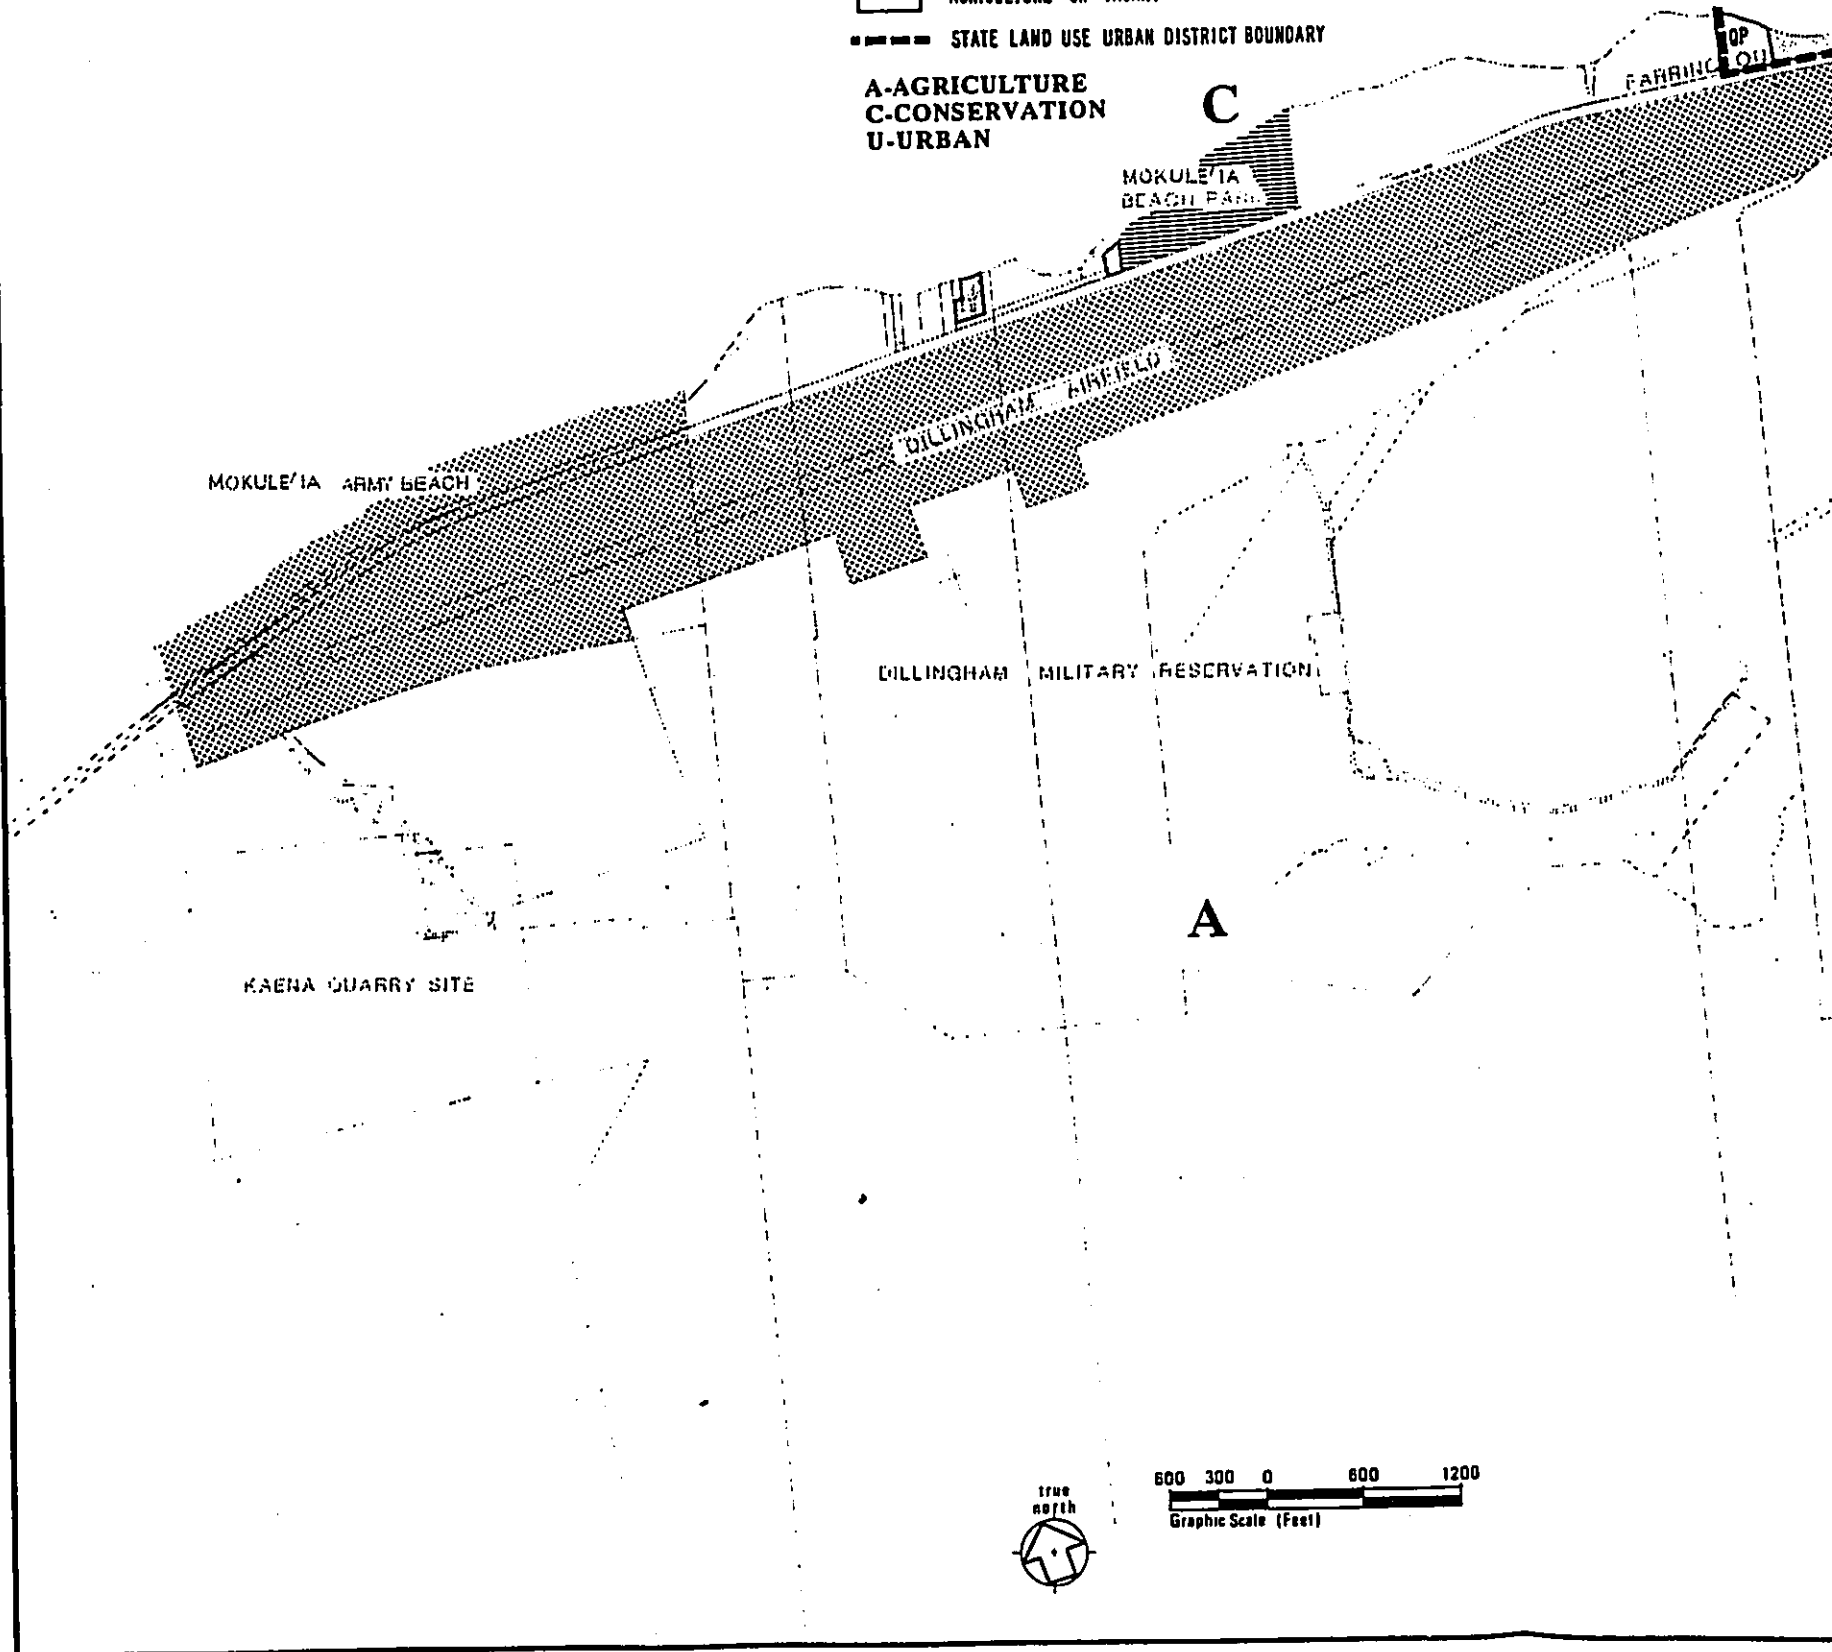 STATE LAND USE URBAN DISTRICT BOUNDARY
A-AGRICULTURE
C-CONSERVATION
U-URBAN
C
QP
MOKULE'IA
BEACH PARK
DILLINGHAM AIRFIELD
MOKULE'IA ARMY BEACH
DILLINGHAM MILITARY RESERVATION
A
KAENA QUARRY SITE
true
north
600 300 0 600 1200
Graphic Scale (Feet)